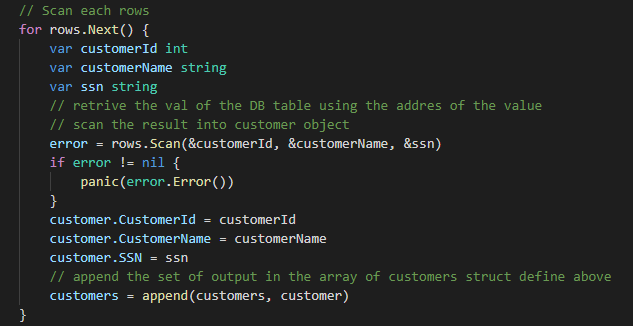 // Scan each rows
for rows.Next() {
var customerId int
var customerName string
var ssn string
// retrive the val of the DB table using the addres of the value
// scan the result into customer object
error = rows.Scan(&customerId, &customerName, &ssn)
if error != nil {
panic(error.Error())
}
customer.CustomerId = customerId
customer.CustomerName = customerName
customer.SSN = ssn
// append the set of output in the array of customers struct define above
customers = append(customers, customer)
}